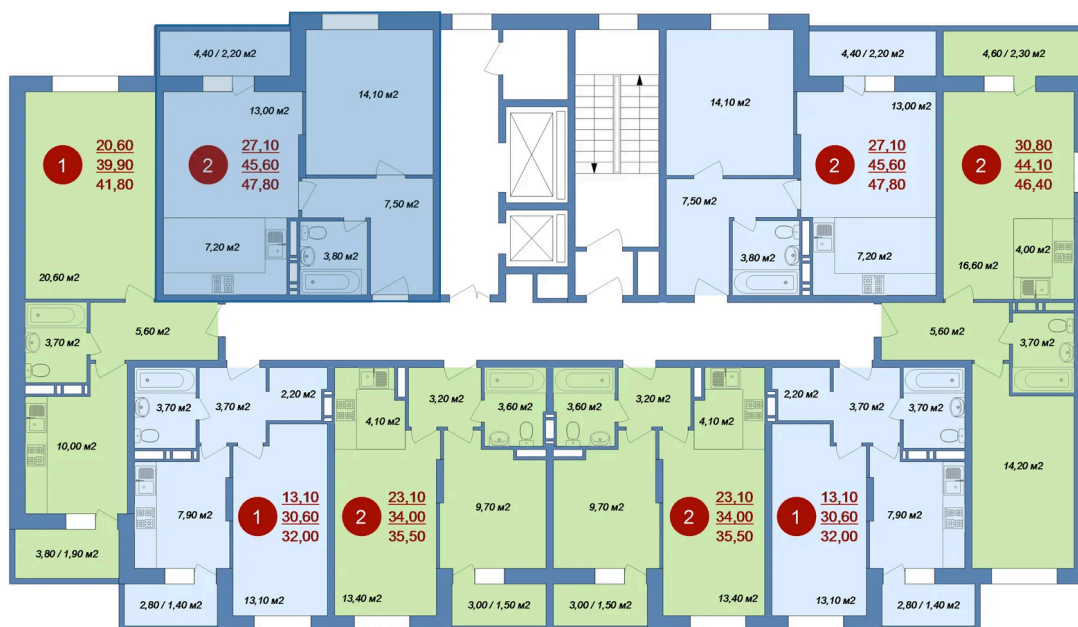 4,40 / 2,20 м2
14,10 м2
13,00 м2
2
27,10
45,60
47,80
7,20 м2
3,80 м2
7,50 м2
1
20,60
39,90
41,80
20,60 м2
3,70 м2
5,60 м2
10,00 м2
3,80 / 1,90 м2
14,10 м2
4,40 / 2,20 м2
13,00 м2
2
27,10
45,60
47,80
7,50 м2
3,80 м2
7,20 м2
4,60 / 2,30 м2
2
30,80
44,10
46,40
4,00 м2
16,60 м2
5,60 м2
3,70 м2
14,20 м2
3,70 м2
3,70 м2
2,20 м2
7,90 м2
1
13,10
30,60
32,00
13,10 м2
2,80 / 1,40 м2
4,10 м2
3,20 м2
3,60 м2
2
23,10
34,00
35,50
9,70 м2
13,40 м2
3,00 / 1,50 м2
3,60 м2
3,20 м2
4,10 м2
9,70 м2
2
23,10
34,00
35,50
13,40 м2
3,00 / 1,50 м2
2,20 м2
3,70 м2
3,70 м2
1
13,10
30,60
32,00
7,90 м2
13,10 м2
2,80 / 1,40 м2